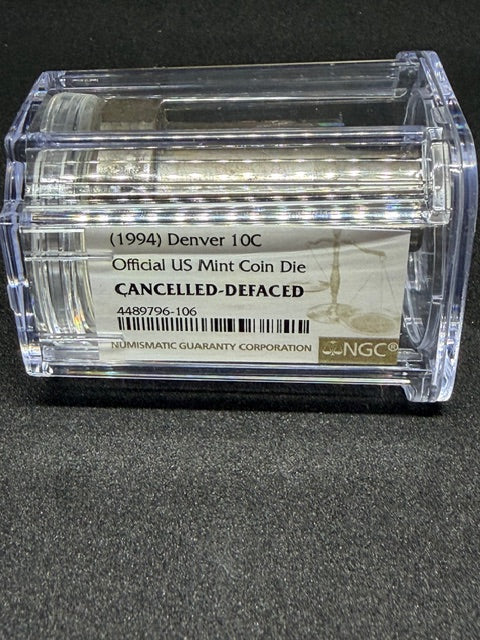 (1994) Denver 10C
Official US Mint Coin Die
CANCELLED-DEFACED
4489796-106
NUMISMATIC GUARANTY CORPORATION NGC®